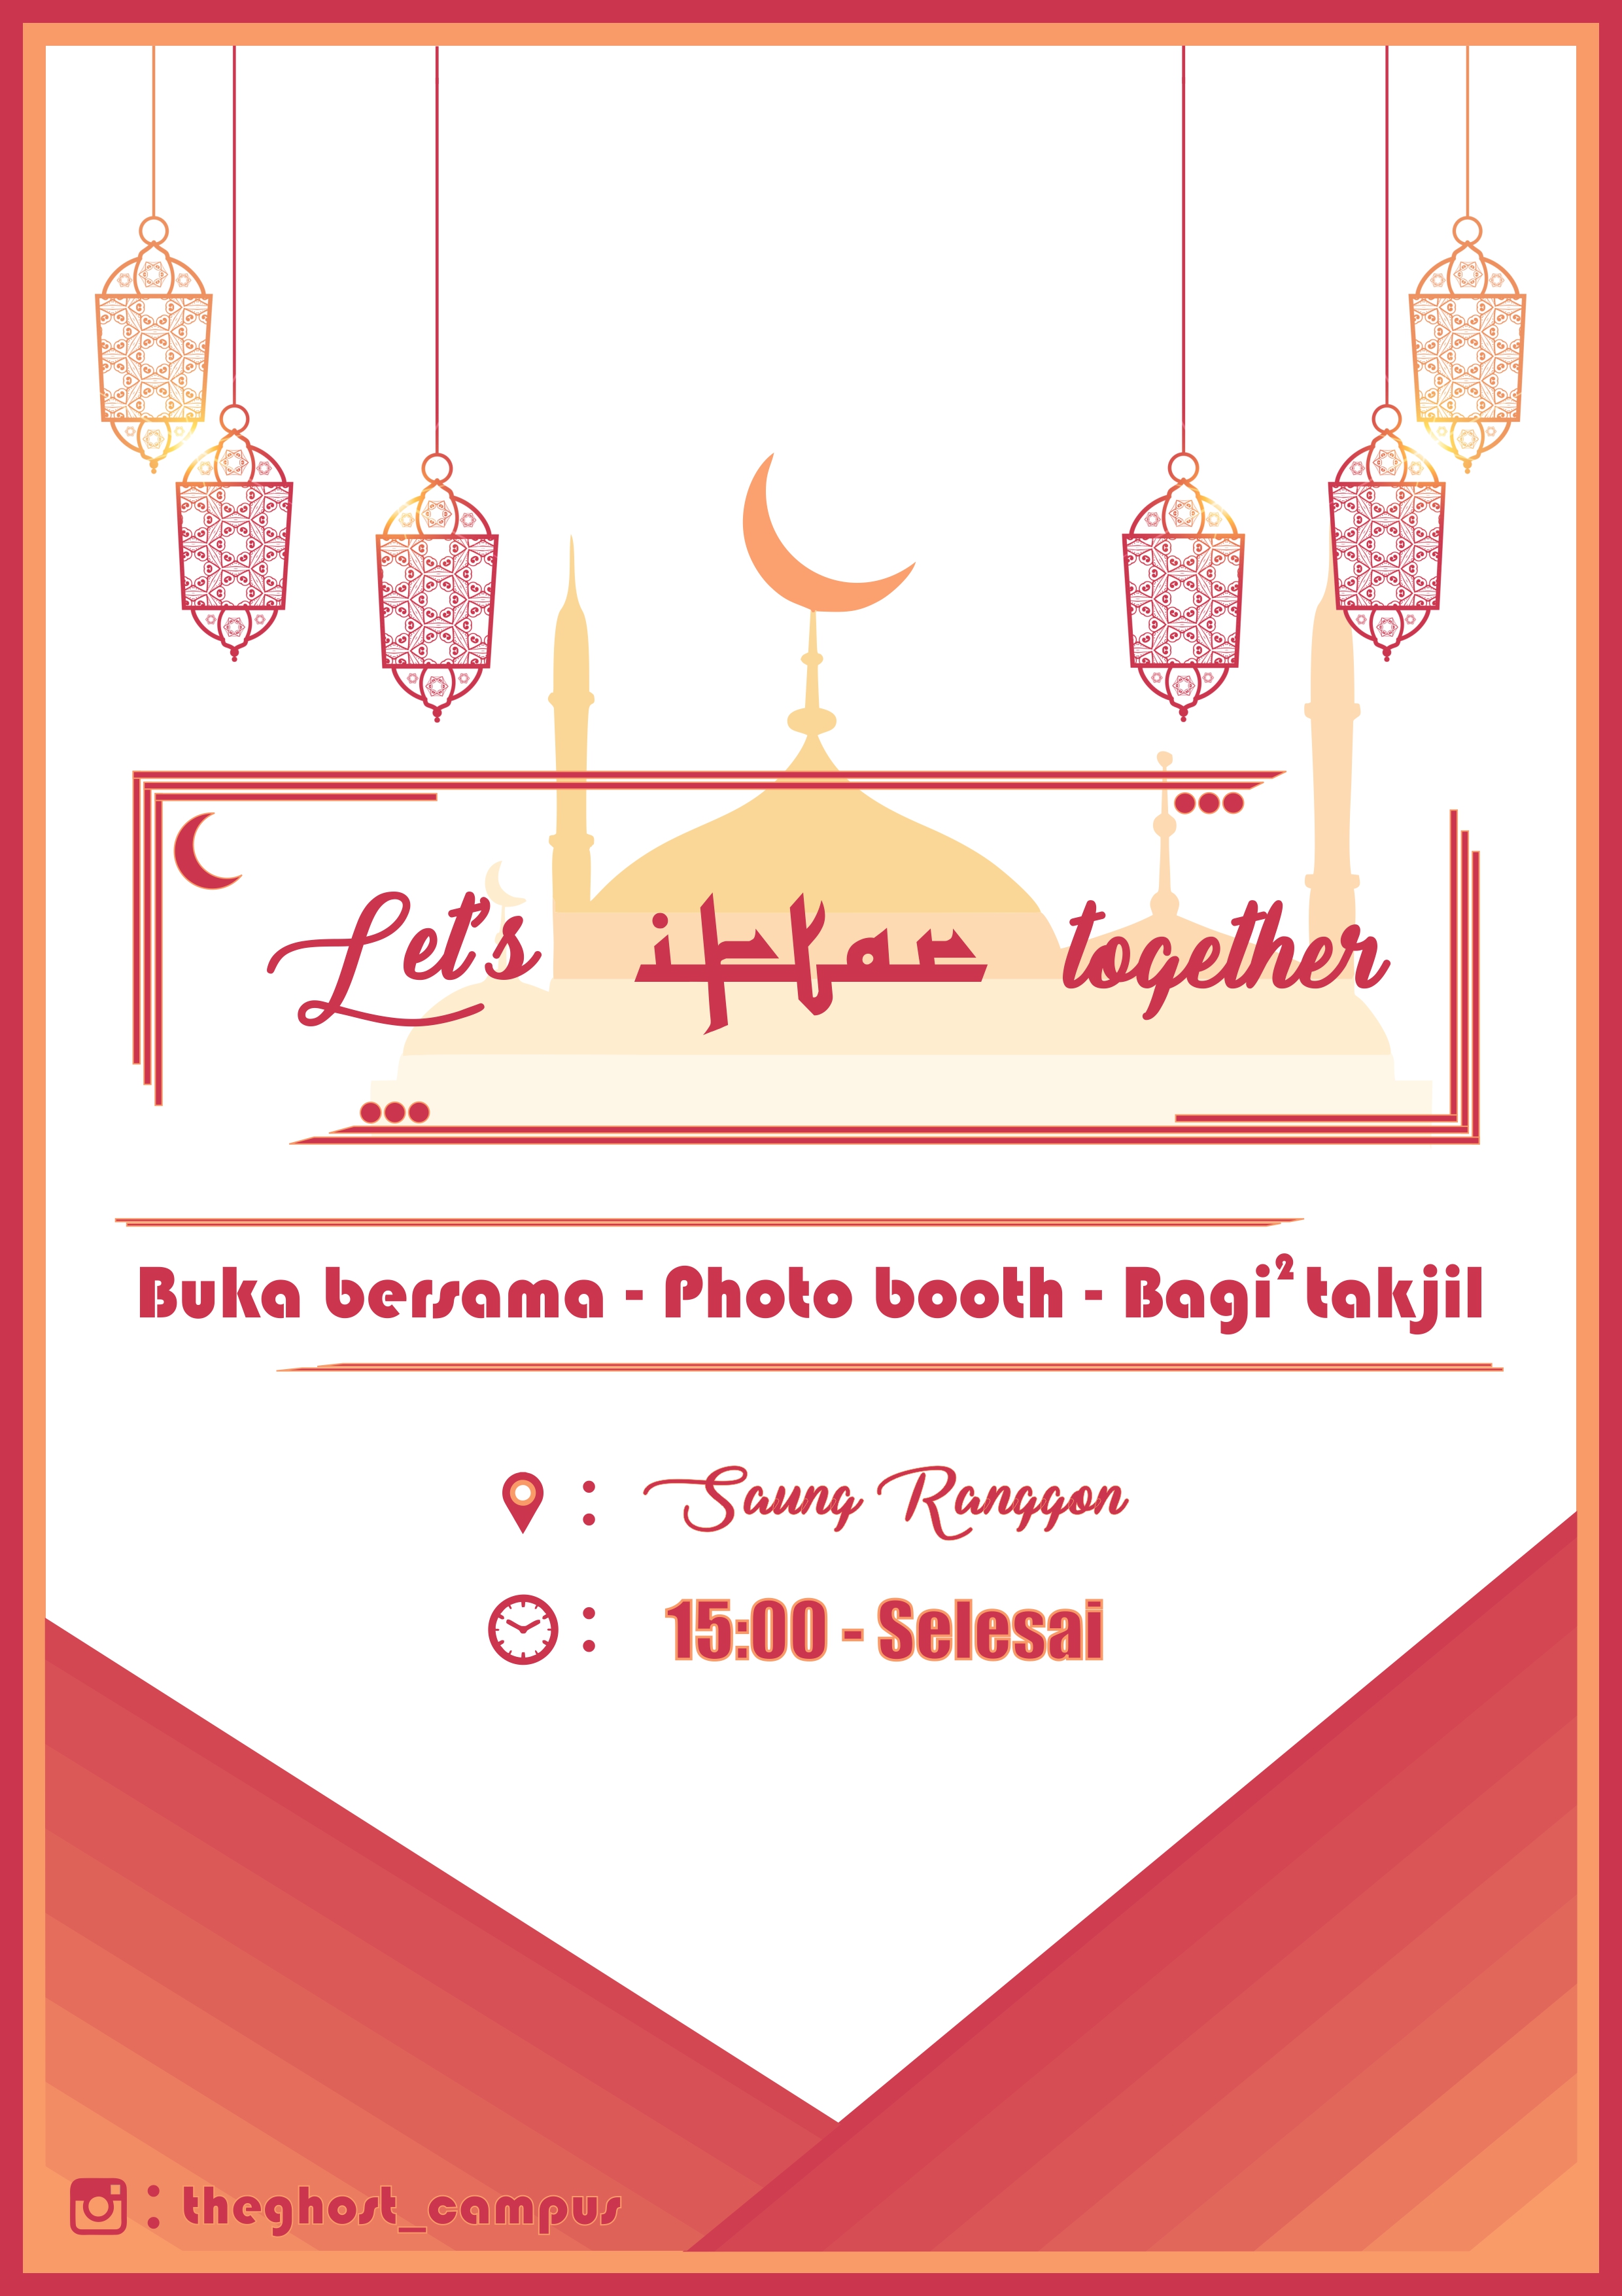 Let's iftar together
Buka bersama - Photo booth - Bagi² takjil
: Saung Ranggon
: 15:00 - Selesai
: theghost_campus